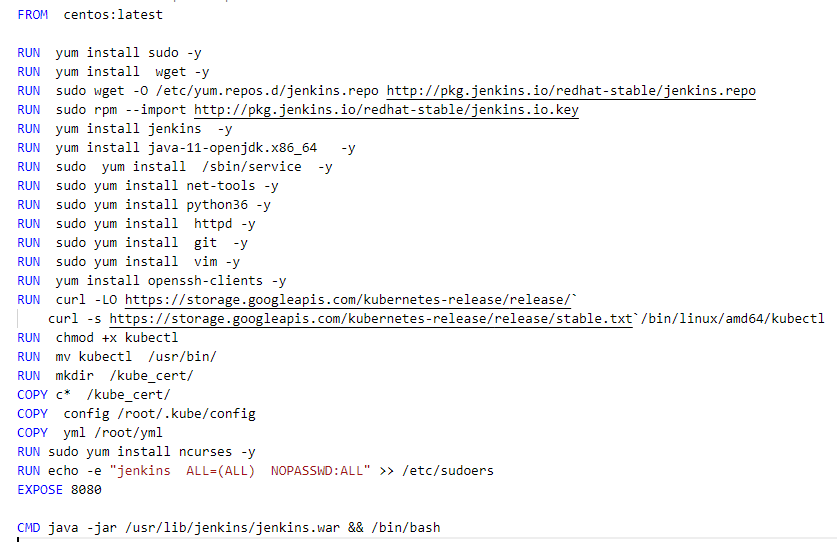 FROM  centos:latest
RUN  yum install sudo -y
RUN  yum install  wget -y
RUN  sudo wget -O /etc/yum.repos.d/jenkins.repo http://pkg.jenkins.io/redhat-stable/jenkins.repo
RUN  sudo rpm --import http://pkg.jenkins.io/redhat-stable/jenkins.io.key
RUN  yum install jenkins  -y
RUN  yum install java-11-openjdk.x86_64   -y
RUN  sudo  yum install  /sbin/service  -y
RUN  sudo yum install net-tools -y
RUN  sudo yum install python36 -y
RUN  sudo yum install  httpd -y
RUN  sudo yum install  git  -y
RUN  sudo yum install  vim -y
RUN  yum install openssh-clients -y
RUN  curl -LO https://storage.googleapis.com/kubernetes-release/release/`
    curl -s https://storage.googleapis.com/kubernetes-release/release/stable.txt`/bin/linux/amd64/kubectl
RUN  chmod +x kubectl
RUN  mv kubectl  /usr/bin/
RUN  mkdir  /kube_cert/
COPY c*  /kube_cert/
COPY  config /root/.kube/config
COPY  yml /root/yml
RUN sudo yum install ncurses -y
RUN echo -e "jenkins  ALL=(ALL)  NOPASSWD:ALL" >> /etc/sudoers
EXPOSE 8080
CMD java -jar /usr/lib/jenkins/jenkins.war && /bin/bash